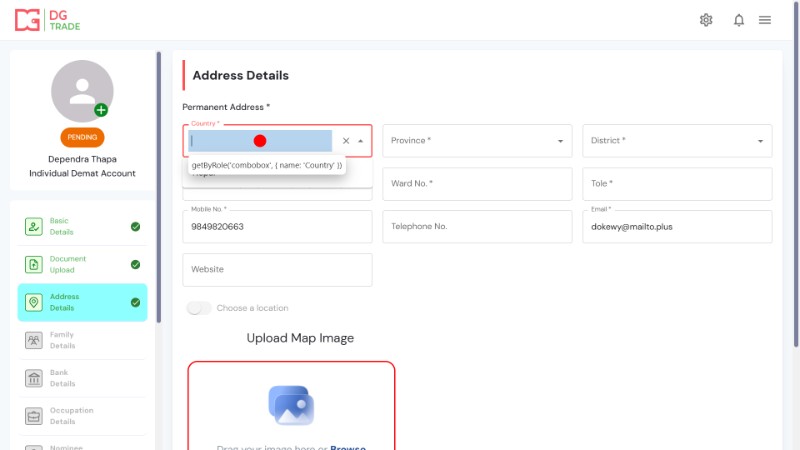 DG
TRADE
PENDING
Dependra Thapa
Individual Demat Account
Basic
Details
Document
Upload
Address
Details
Family
Details
Bank
Details
Occupation
Details
Nominee
Address Details
Permanent Address *
Country *
Province *
District *
getByRole('combobox', { name: 'Country' })
Ward No. *
Tole *
Mobile No. *
9849820663
Telephone No.
Email *
dokewy@mailto.plus
Website
Choose a location
Upload Map Image
Drag your image here or Browse